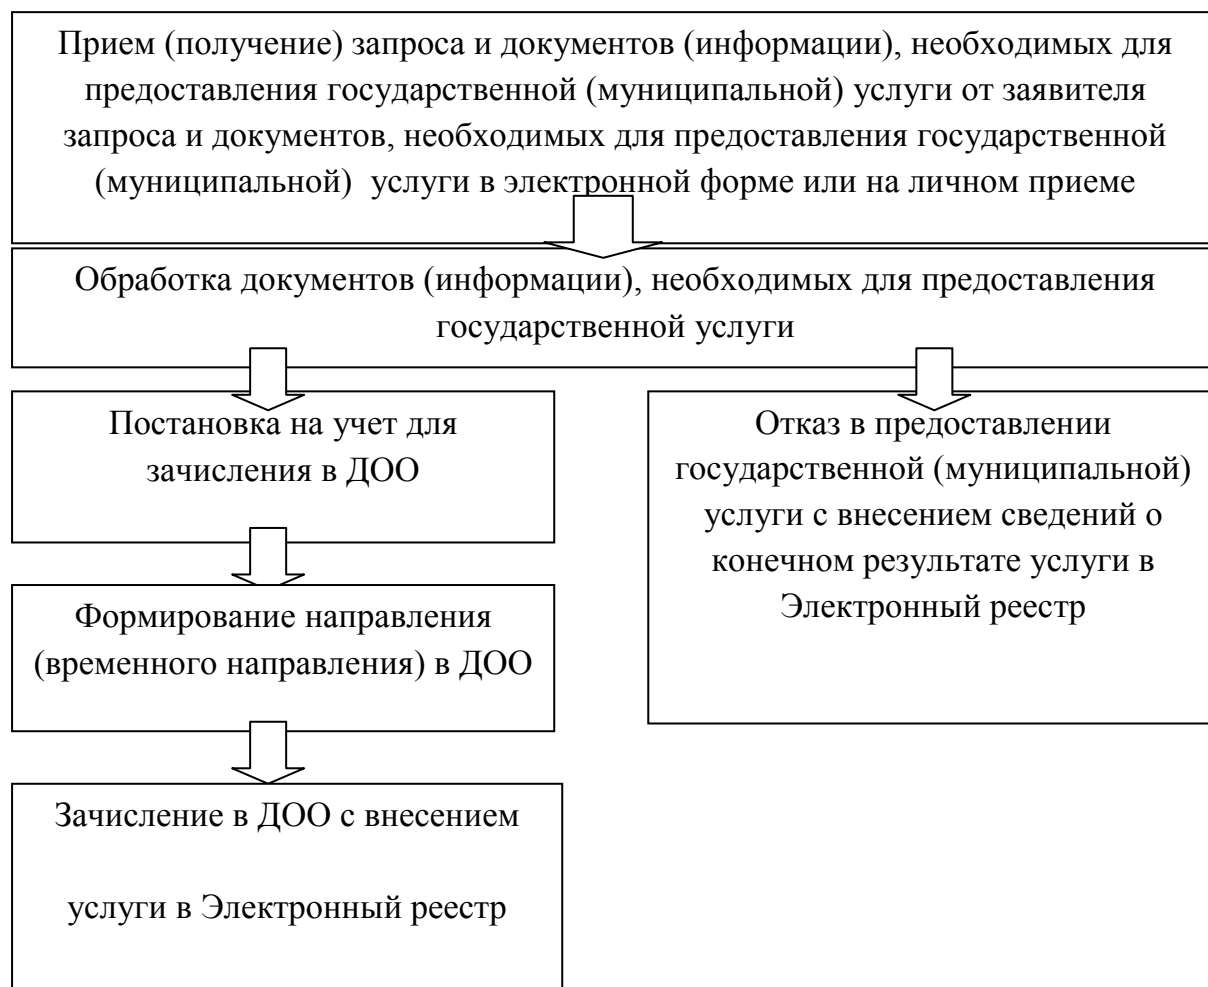 Прием (получение) запроса и документов (информации), необходимых для
предоставления государственной (муниципальной) услуги от заявителя
запроса и документов, необходимых для предоставления государственной
(муниципальной) услуги в электронной форме или на личном приеме
Обработка документов (информации), необходимых для предоставления
государственной услуги
Постановка на учет для
зачисления в ДОО
Формирование направления
(временного направления) в ДОО
Зачисление в ДОО с внесением
услуги в Электронный реестр
Отказ в предоставлении
государственной (муниципальной)
услуги с внесением сведений о
конечном результате услуги в
Электронный реестр